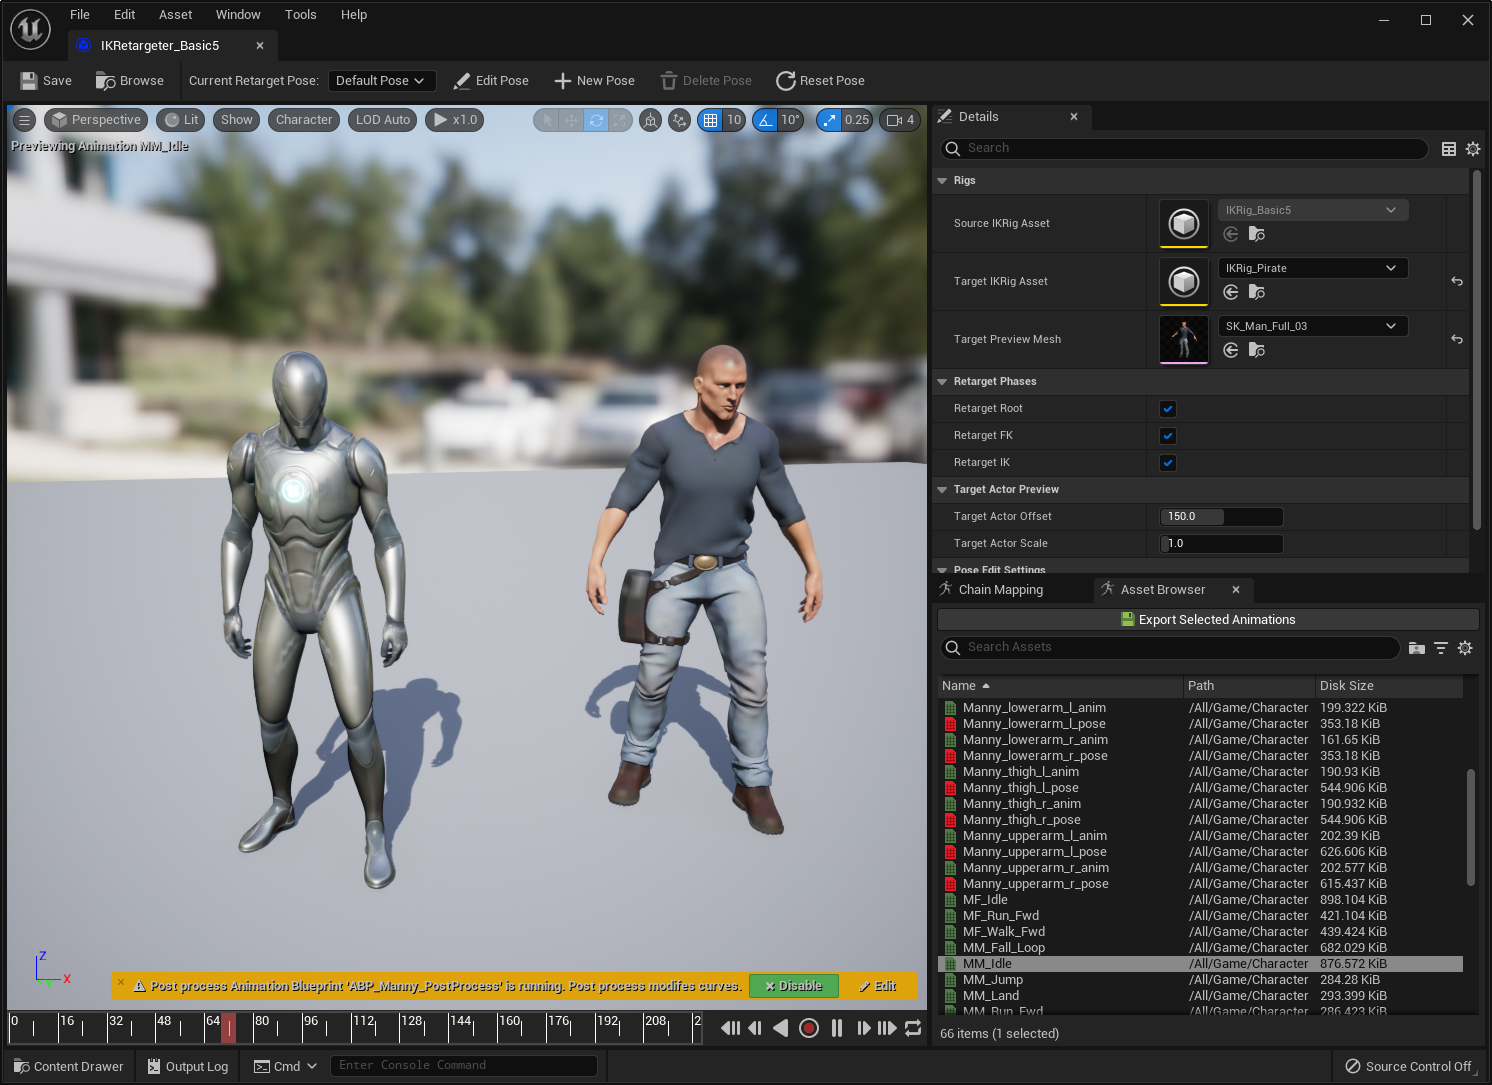 File Edit Asset Window Tools Help
IKRetargeter_Basic5
Save Browse Current Retarget Pose: Default Pose Edit Pose New Pose Delete Pose Reset Pose
Perspective Lit Show Character LOD Auto x1.0 10 10° 0.25 4
Previewing Animation MM_Idle
Z
X
Y
Post process Animation Blueprint 'ABP_Manny_PostProcess' is running. Post process modifes curves. Disable Edit
0 16 32 48 64 80 96 112 128 144 160 176 192 208 2
Details
Search
Rigs
Source IKRig Asset IKRig_Basic5
Target IKRig Asset IKRig_Pirate
Target Preview Mesh SK_Man_Full_03
Retarget Phases
Retarget Root
Retarget FK
Retarget IK
Target Actor Preview
Target Actor Offset 150.0
Target Actor Scale 1.0
Pose Edit Settings
Chain Mapping Asset Browser
Export Selected Animations
Search Assets
Name Path Disk Size
Manny_lowerarm_l_anim /All/Game/Character 199.322 KiB
Manny_lowerarm_l_pose /All/Game/Character 353.18 KiB
Manny_lowerarm_r_anim /All/Game/Character 161.65 KiB
Manny_lowerarm_r_pose /All/Game/Character 353.18 KiB
Manny_thigh_l_anim /All/Game/Character 190.93 KiB
Manny_thigh_l_pose /All/Game/Character 544.906 KiB
Manny_thigh_r_anim /All/Game/Character 190.932 KiB
Manny_thigh_r_pose /All/Game/Character 544.906 KiB
Manny_upperarm_l_anim /All/Game/Character 202.39 KiB
Manny_upperarm_l_pose /All/Game/Character 626.606 KiB
Manny_upperarm_r_anim /All/Game/Character 202.577 KiB
Manny_upperarm_r_pose /All/Game/Character 615.437 KiB
MF_Idle /All/Game/Character 898.104 KiB
MF_Run_Fwd /All/Game/Character 421.104 KiB
MF_Walk_Fwd /All/Game/Character 439.424 KiB
MM_Fall_Loop /All/Game/Character 682.029 KiB
MM_Idle /All/Game/Character 876.572 KiB
MM_Jump /All/Game/Character 284.28 KiB
MM_Land /All/Game/Character 293.399 KiB
MM_Run_Fwd /All/Game/Character 286.423 KiB
66 items (1 selected)
Content Drawer Output Log Cmd Enter Console Command Source Control Off